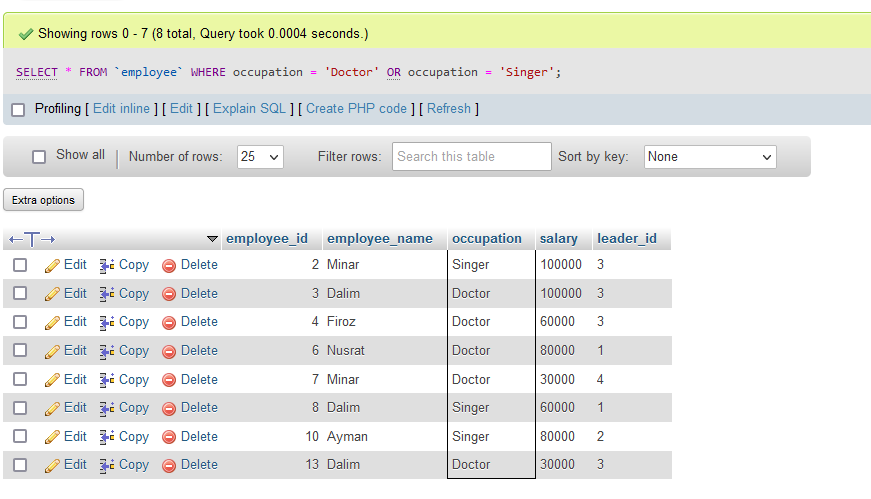 Showing rows 0 - 7 (8 total, Query took 0.0004 seconds.)
SELECT * FROM `employee` WHERE occupation = 'Doctor' OR occupation = 'Singer';
Profiling [ Edit inline ] [ Edit ] [ Explain SQL ] [ Create PHP code ] [ Refresh ]
Show all Number of rows: 25 Filter rows: Search this table Sort by key: None
Extra options
←T→ employee_id employee_name occupation salary leader_id
Edit Copy Delete 2 Minar Singer 100000 3
Edit Copy Delete 3 Dalim Doctor 100000 3
Edit Copy Delete 4 Firoz Doctor 60000 3
Edit Copy Delete 6 Nusrat Doctor 80000 1
Edit Copy Delete 7 Minar Doctor 30000 4
Edit Copy Delete 8 Dalim Singer 60000 1
Edit Copy Delete 10 Ayman Singer 80000 2
Edit Copy Delete 13 Dalim Doctor 30000 3